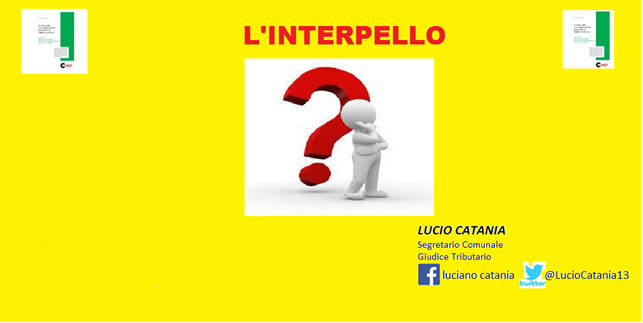 L'INTERPELLO
LUCIO CATANIA
Segretario Comunale
Giudice Tributario
luciano catania
@LucioCatania13
twitter